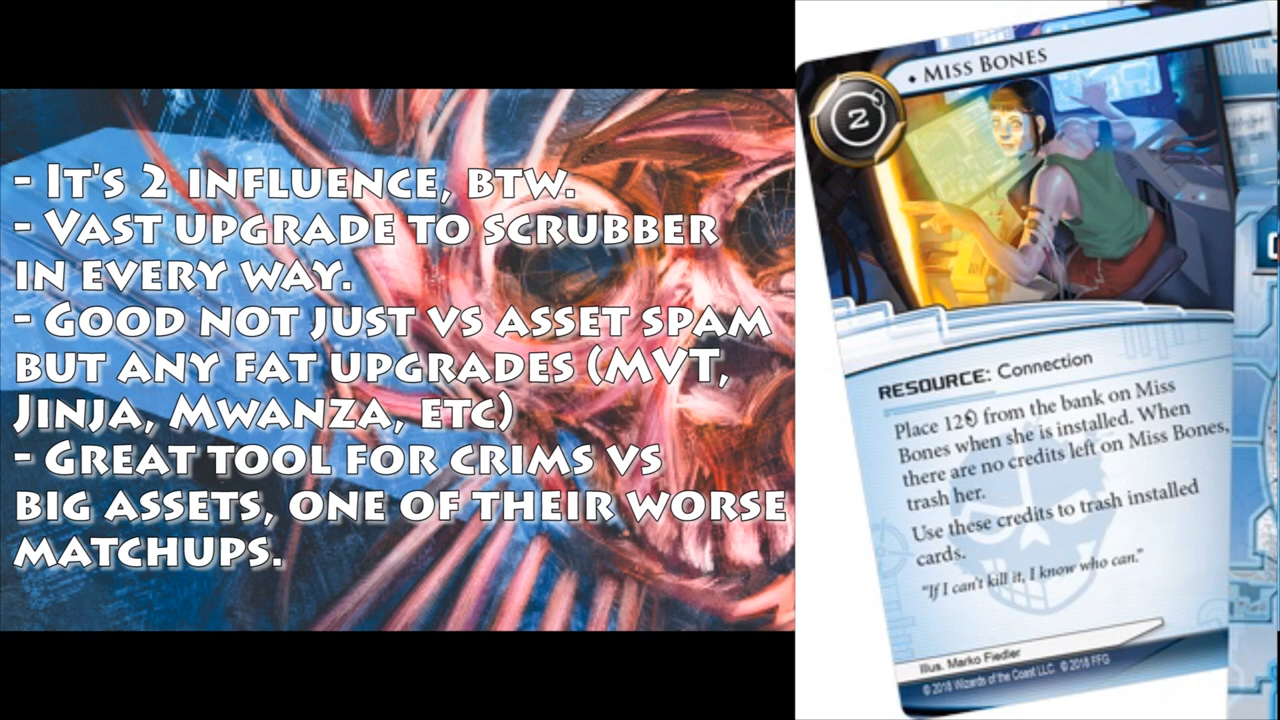 - It's 2 influence, btw.
- Vast upgrade to scrubber
in every way.
- Good not just vs asset spam
but any fat upgrades (MVT,
Jinja, Mwanza, etc)
- Great tool for crims vs
big assets, one of their worse
matchups.
2
♦ Miss Bones
RESOURCE: Connection
Place 12 from the bank on Miss
Bones when she is installed. When
there are no credits left on Miss Bones,
trash her.
Use these credits to trash installed
cards.
"If I can't kill it, I know who can."
Illus. Marko Fiedler
© 2018 Wizards of the Coast LLC. © 2018 FFG